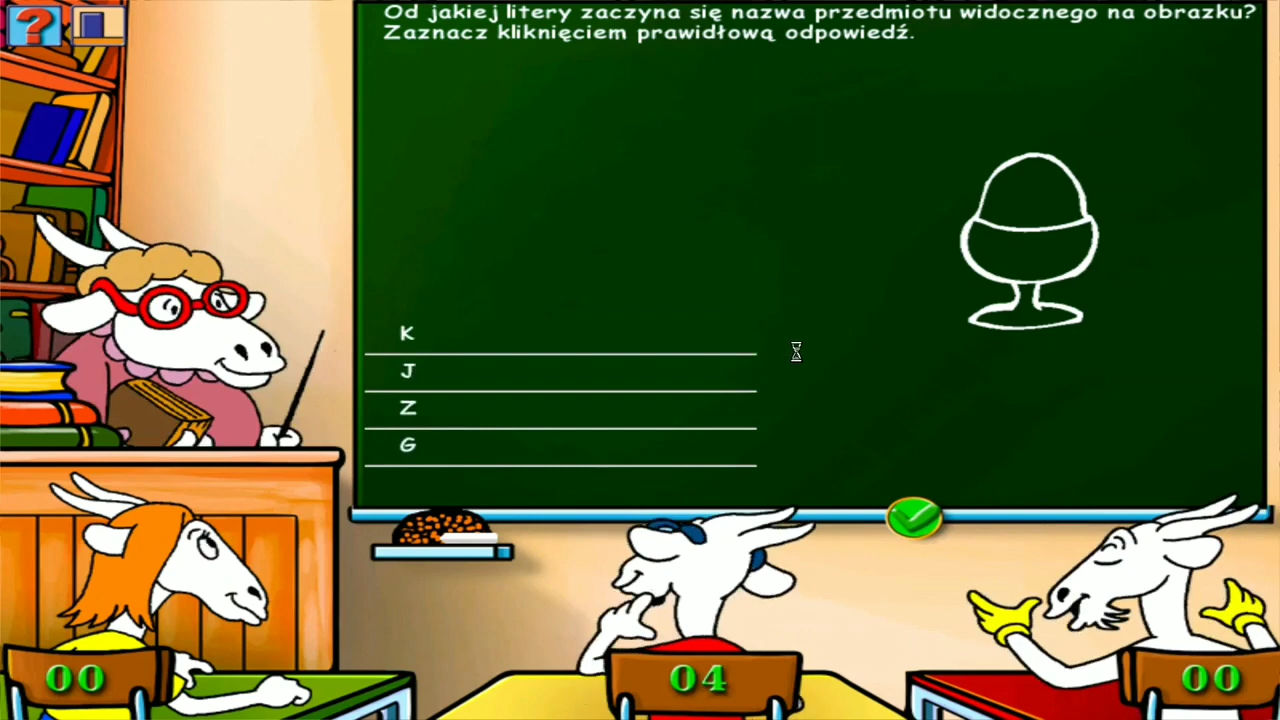 ?
Od jakiej litery zaczyna się nazwa przedmiotu widocznego na obrazku?
Zaznacz kliknięciem prawidłową odpowiedź.
K
J
Z
G
00
04
00